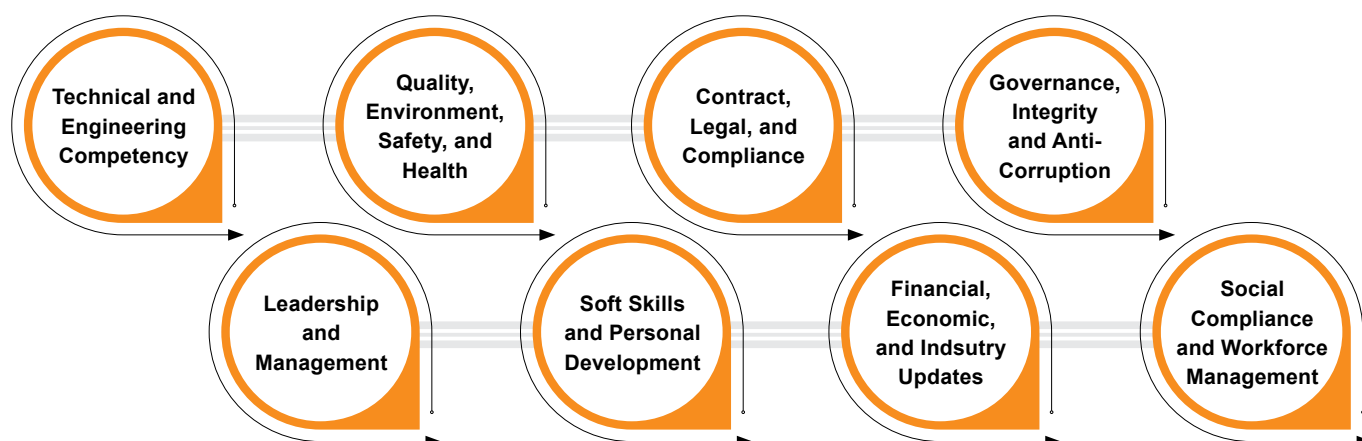 Technical and
Engineering
Competency
Quality,
Environment,
Safety, and
Health
Contract,
Legal, and
Compliance
Governance,
Integrity
and Anti-
Corruption
Leadership
and
Management
Soft Skills
and Personal
Development
Financial,
Economic,
and Indsutry
Updates
Social
Compliance
and Workforce
Management